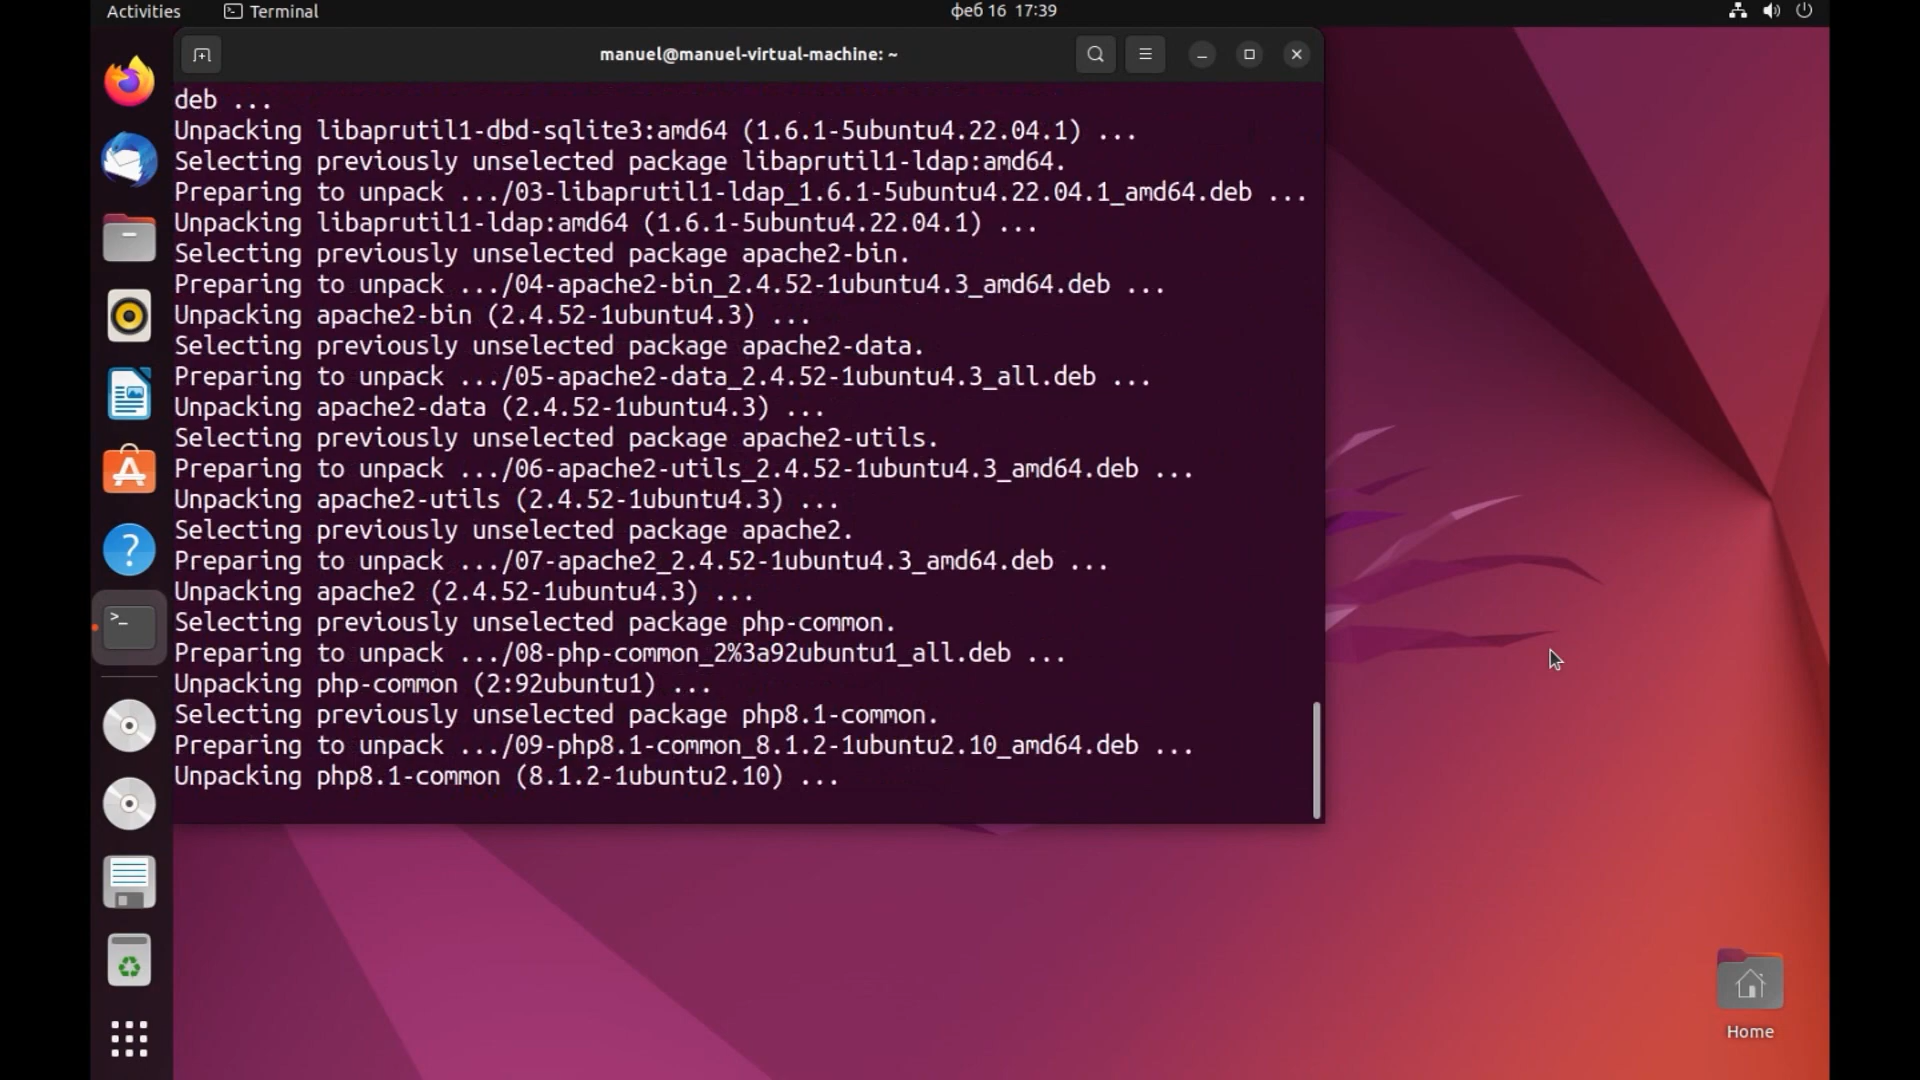 Activities Terminal феб 16 17:39
manuel@manuel-virtual-machine: ~
deb ...
Unpacking libaprutil1-dbd-sqlite3:amd64 (1.6.1-5ubuntu4.22.04.1) ...
Selecting previously unselected package libaprutil1-ldap:amd64.
Preparing to unpack .../03-libaprutil1-ldap_1.6.1-5ubuntu4.22.04.1_amd64.deb ...
Unpacking libaprutil1-ldap:amd64 (1.6.1-5ubuntu4.22.04.1) ...
Selecting previously unselected package apache2-bin.
Preparing to unpack .../04-apache2-bin_2.4.52-1ubuntu4.3_amd64.deb ...
Unpacking apache2-bin (2.4.52-1ubuntu4.3) ...
Selecting previously unselected package apache2-data.
Preparing to unpack .../05-apache2-data_2.4.52-1ubuntu4.3_all.deb ...
Unpacking apache2-data (2.4.52-1ubuntu4.3) ...
Selecting previously unselected package apache2-utils.
Preparing to unpack .../06-apache2-utils_2.4.52-1ubuntu4.3_amd64.deb ...
Unpacking apache2-utils (2.4.52-1ubuntu4.3) ...
Selecting previously unselected package apache2.
Preparing to unpack .../07-apache2_2.4.52-1ubuntu4.3_amd64.deb ...
Unpacking apache2 (2.4.52-1ubuntu4.3) ...
Selecting previously unselected package php-common.
Preparing to unpack .../08-php-common_2%3a92ubuntu1_all.deb ...
Unpacking php-common (2:92ubuntu1) ...
Selecting previously unselected package php8.1-common.
Preparing to unpack .../09-php8.1-common_8.1.2-1ubuntu2.10_amd64.deb ...
Unpacking php8.1-common (8.1.2-1ubuntu2.10) ...
Home